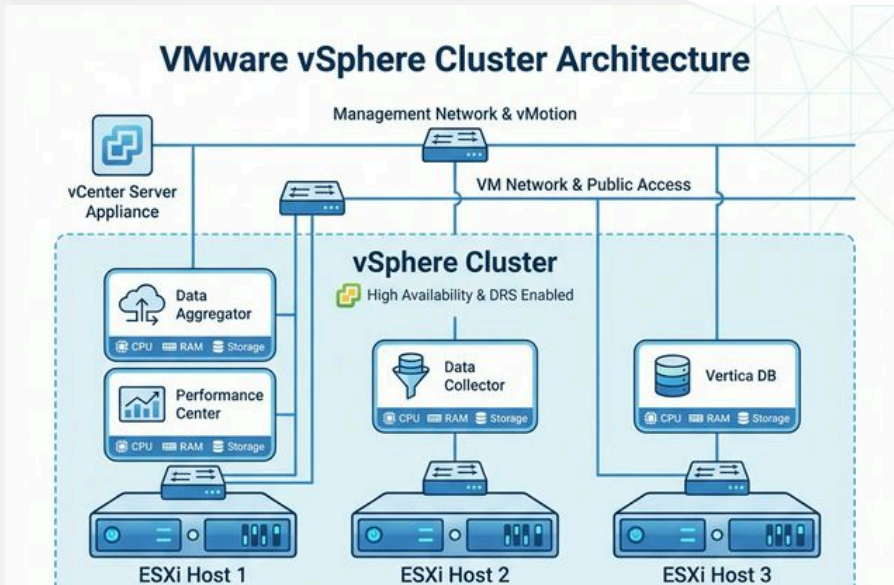 VMware vSphere Cluster Architecture
Management Network & vMotion
vCenter Server
Appliance
VM Network & Public Access
vSphere Cluster
High Availability & DRS Enabled
Data
Aggregator
CPU RAM Storage
Performance
Center
CPU RAM Storage
Data
Collector
CPU RAM Storage
Vertica DB
CPU RAM Storage
ESXi Host 1
ESXi Host 2
ESXi Host 3